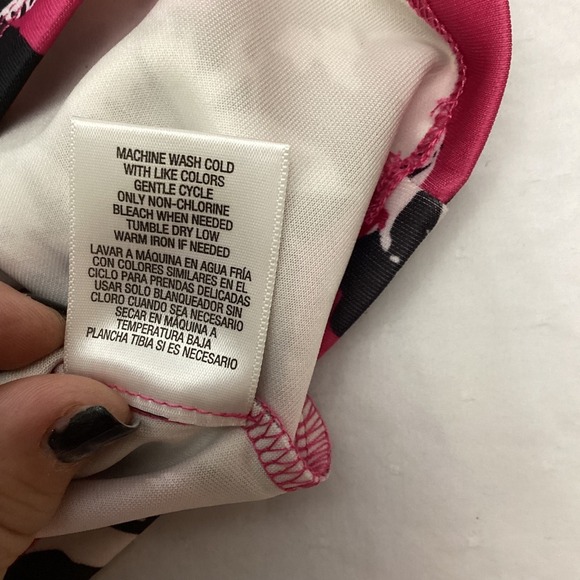 MACHINE WASH COLD
WITH LIKE COLORS
GENTLE CYCLE
ONLY NON-CHLORINE
BLEACH WHEN NEEDED
TUMBLE DRY LOW
WARM IRON IF NEEDED
LAVAR A MÁQUINA EN AGUA FRÍA
CON COLORES SIMILARES EN EL
CICLO PARA PRENDAS DELICADAS
USAR SOLO BLANQUEADOR SIN
CLORO CUANDO SEA NECESARIO
SECAR EN MÁQUINA A
TEMPERATURA BAJA
PLANCHA TIBIA SI ES NECESARIO